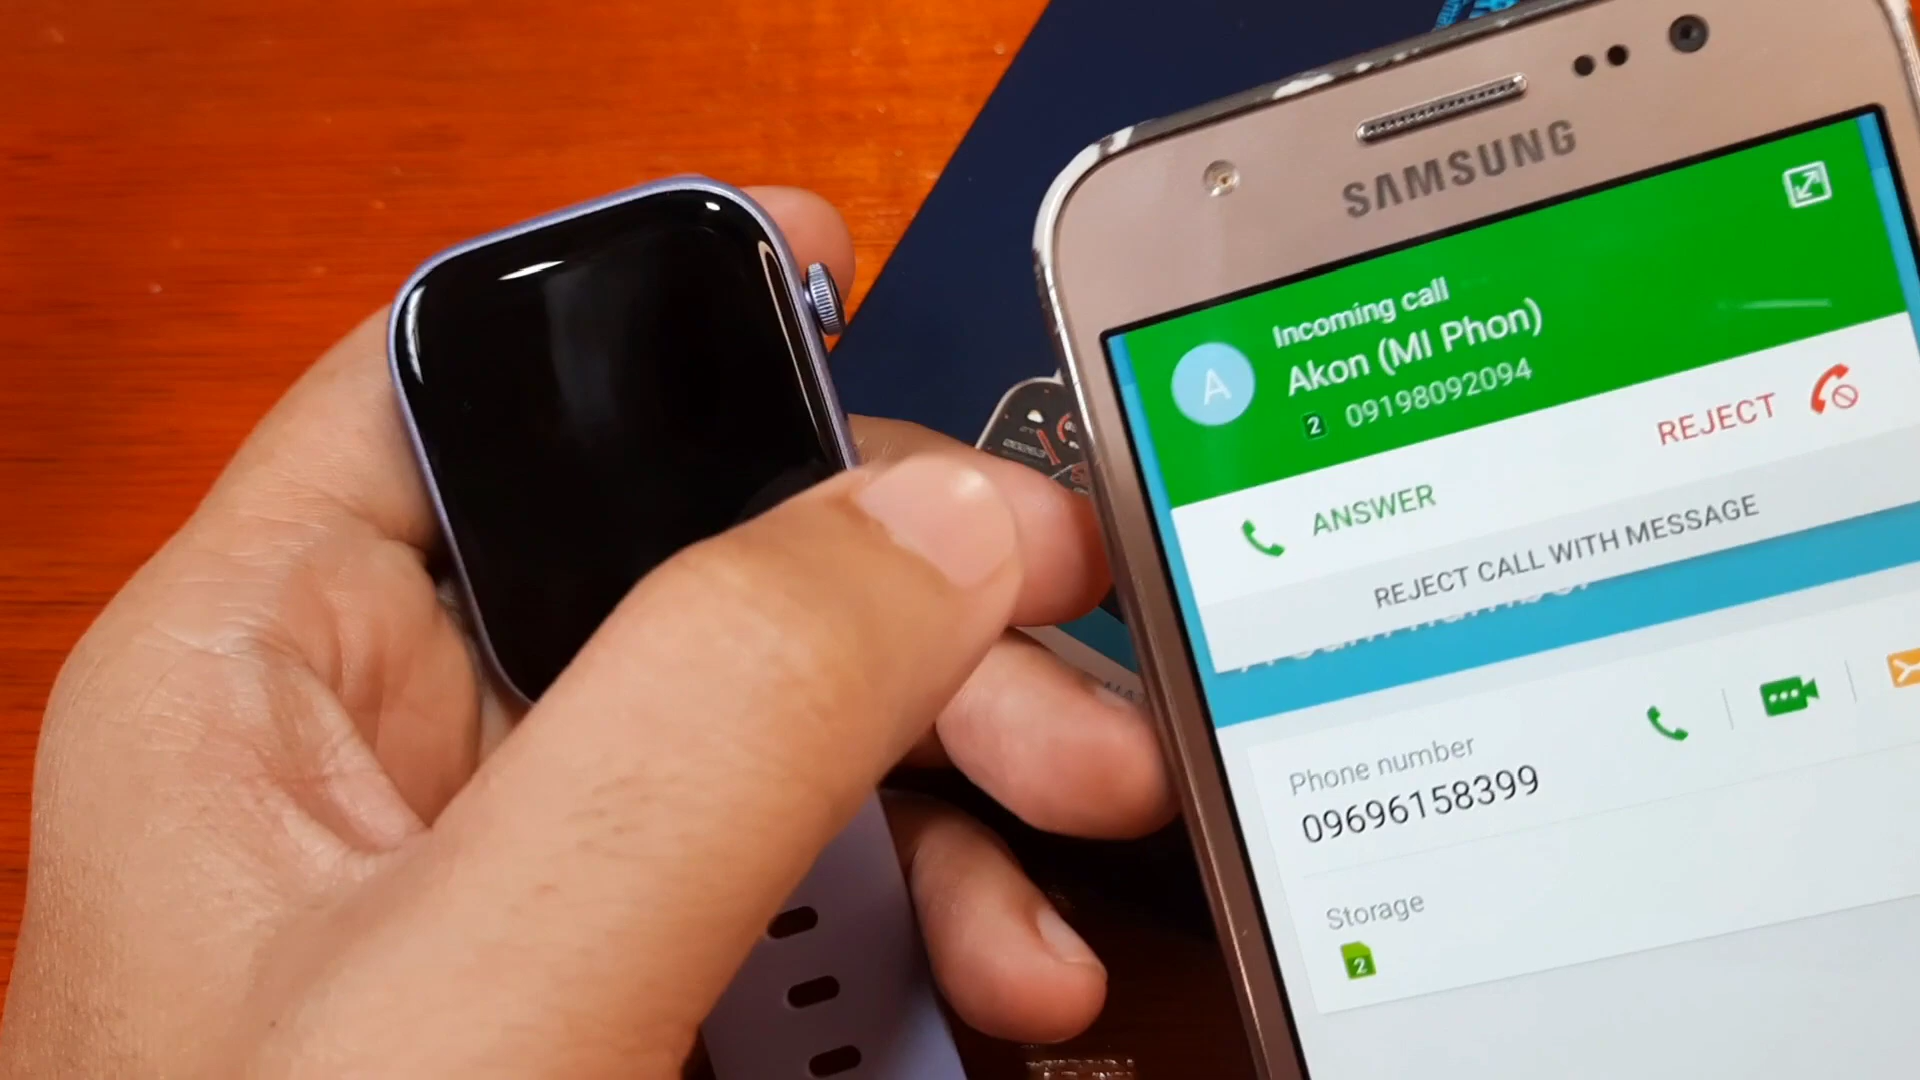 SAMSUNG
Incoming call
Akon (MI Phon)
2 09198092094
A
REJECT
ANSWER
REJECT CALL WITH MESSAGE
Phone number
09696158399
Storage
2